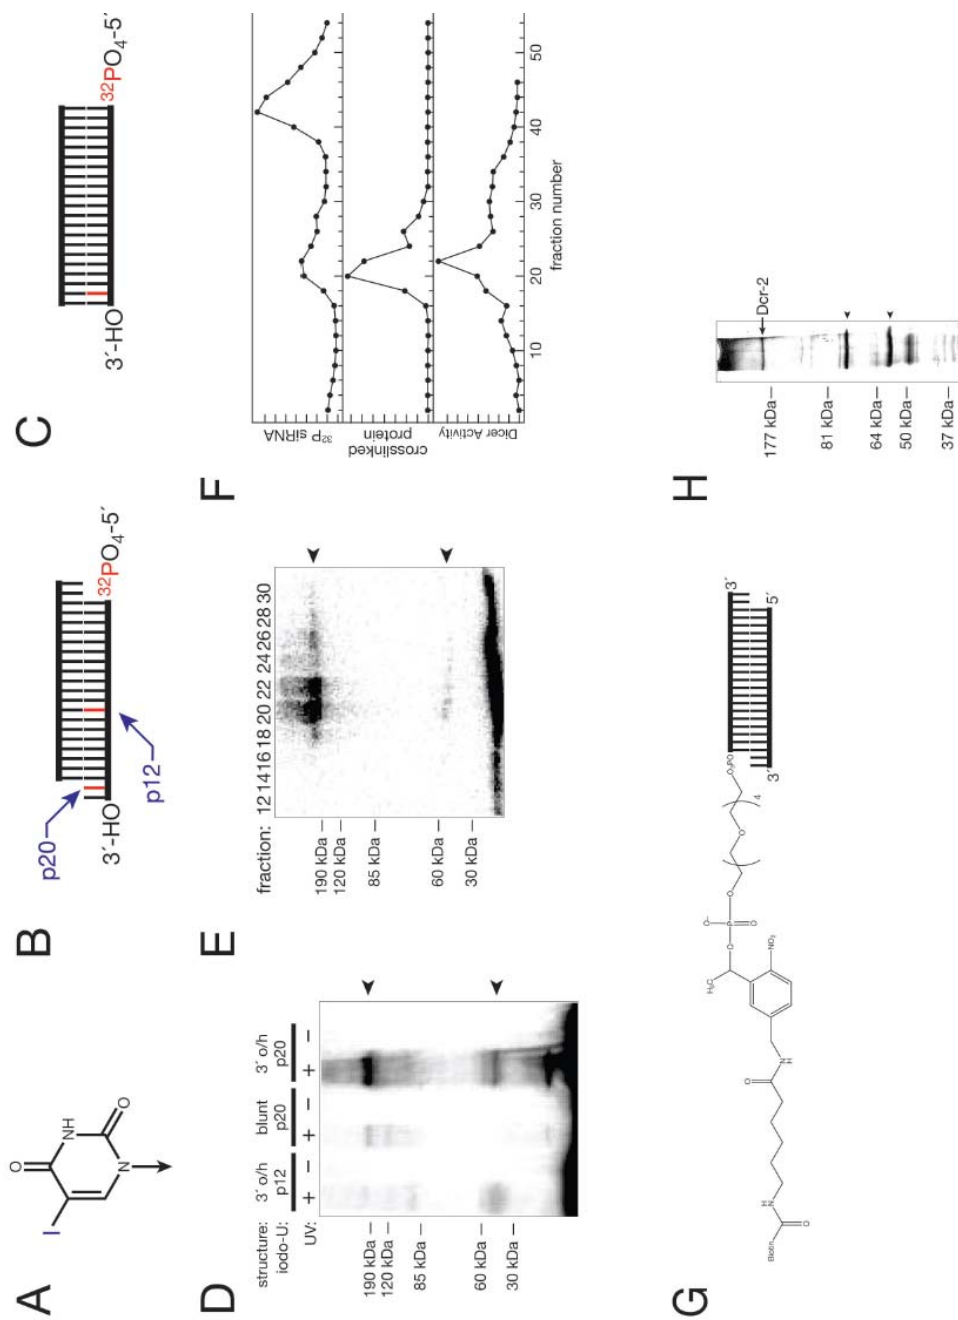 A
I
O
NH
O
N
B
p20
p12
3´-HO
32PO4-5´
C
3´-HO
32PO4-5´
D
structure:
3´ o/h
blunt
3´ o/h
iodo-U:
p12
p20
p20
UV:
+
−
+
−
+
−
190 kDa
120 kDa
85 kDa
60 kDa
30 kDa
E
fraction:
12 14 16 18 20 22 24 26 28 30
190 kDa
120 kDa
85 kDa
60 kDa
30 kDa
F
32P siRNA
crosslinked
protein
Dicer Activity
10
20
30
40
50
fraction number
G
Biotin
O
H
N
O
N
H
NO2
H3C
O
O-
O
O
O
4
O3PO
3´
3´
5´
H
177 kDa
81 kDa
64 kDa
50 kDa
37 kDa
Dcr-2